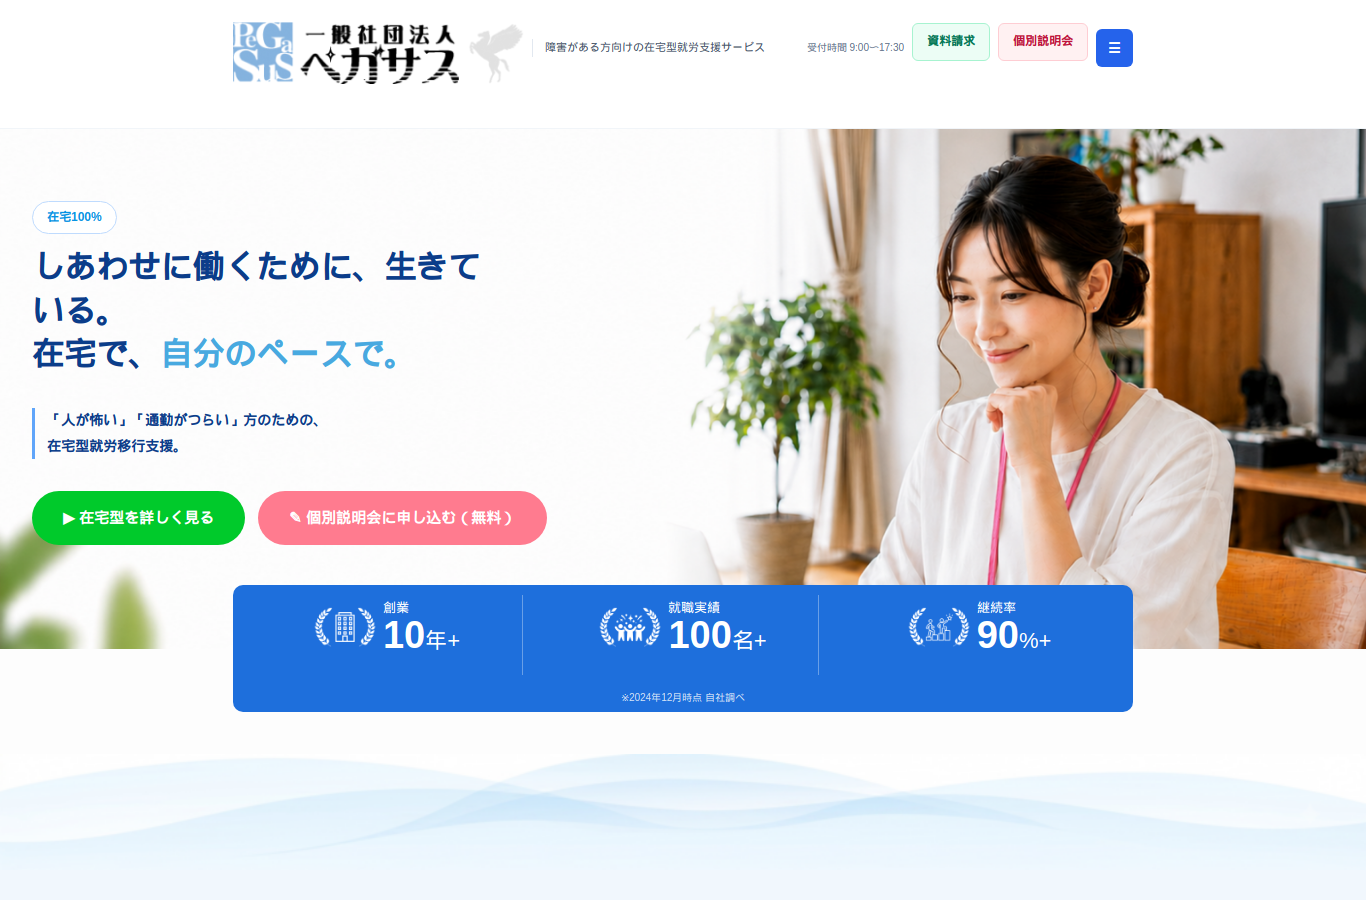 PeGaSuS
一般社団法人
ペガサス
障害がある方向けの在宅型就労支援サービス
受付時間 9:00〜17:30
資料請求
個別説明会
在宅100%
しあわせに働くために、生きて
いる。
在宅で、自分のペースで。
「人が怖い」「通勤がつらい」方のための、
在宅型就労移行支援。
▶ 在宅型を詳しく見る
✎ 個別説明会に申し込む（無料）
創業
10年+
就職実績
100名+
継続率
90%+
※2024年12月時点 自社調べ